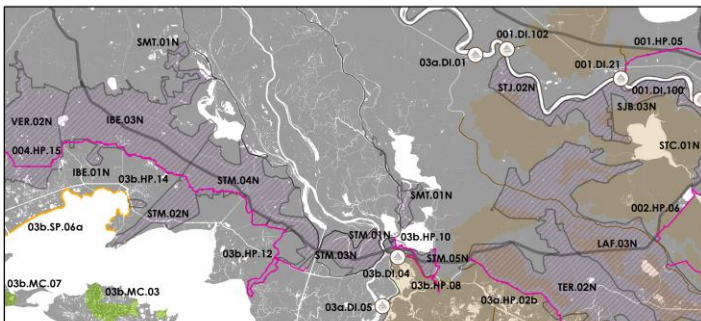 SMT.01N
001.DI.102
03a.DI.01
001.HP.05
001.DI.21
001.DI.100
STJ.02N
SJB.03N
VER.02N
IBE.03N
STC.01N
004.HP.15
IBE.01N
03b.HP.14
STM.04N
SMT.01N
002.HP.06
STM.02N
03b.SP.06a
STM.01N
03b.HP.10
LAF.03N
03b.HP.12
STM.03N
STM.05N
03b.DI.04
03b.MC.07
03b.MC.03
03b.HP.08
TER.02N
03a.DI.05
03a.HP.02b